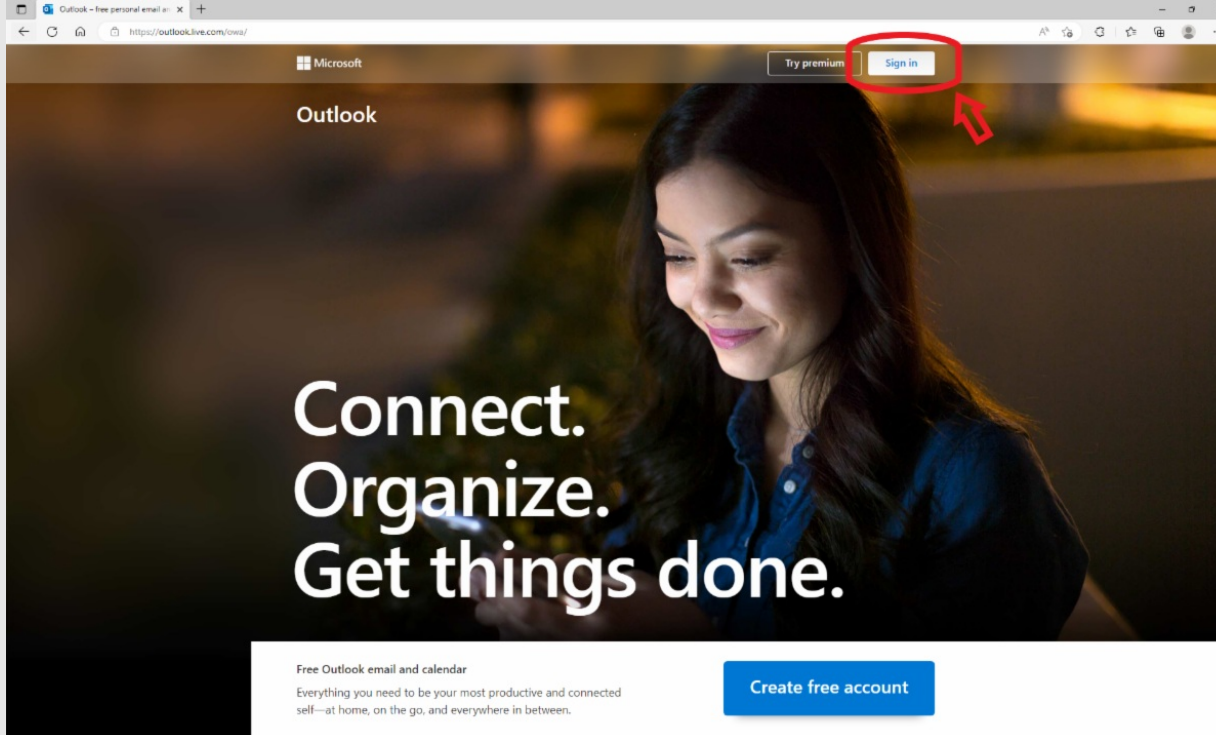 Outlook – free personal email an
https://outlook.live.com/owa/
Microsoft
Try premium
Sign in
Outlook
Connect.
Organize.
Get things done.
Free Outlook email and calendar
Everything you need to be your most productive and connected
self—at home, on the go, and everywhere in between.
Create free account